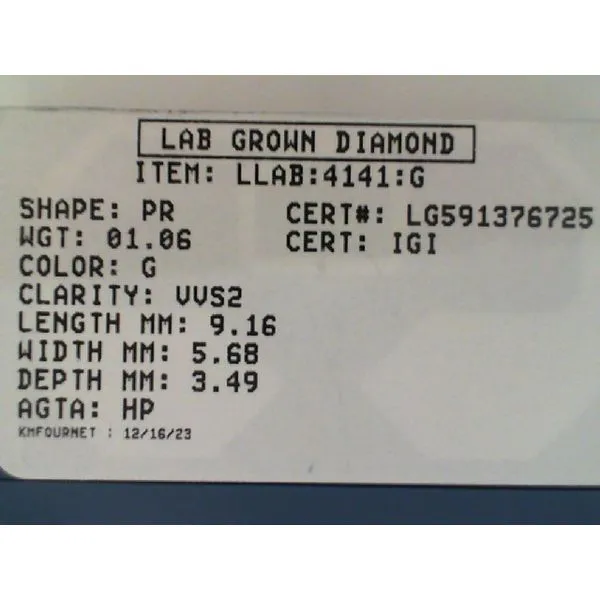 LAB GROWN DIAMOND
ITEM: LLAB:4141:G
SHAPE: PR CERT#: LG591376725
WGT: 01.06 CERT: IGI
COLOR: G
CLARITY: VVS2
LENGTH MM: 9.16
WIDTH MM: 5.68
DEPTH MM: 3.49
AGTA: HP
KMFOURNET : 12/16/23